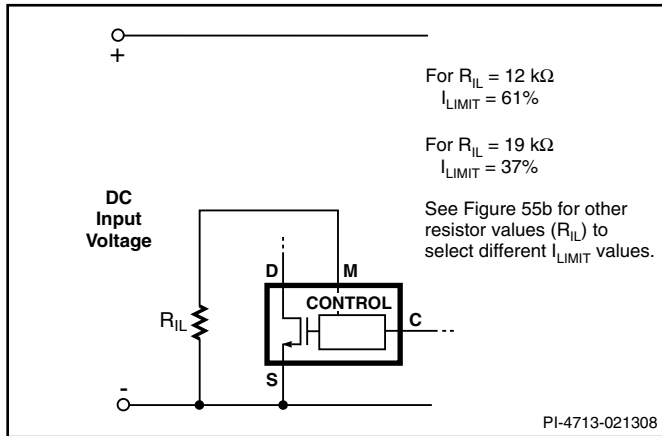 +
For R_IL = 12 kΩ
I_LIMIT = 61%
For R_IL = 19 kΩ
I_LIMIT = 37%
See Figure 55b for other
resistor values (R_IL) to
select different I_LIMIT values.
DC
Input
Voltage
D M
CONTROL
C
R_IL
S
-
PI-4713-021308